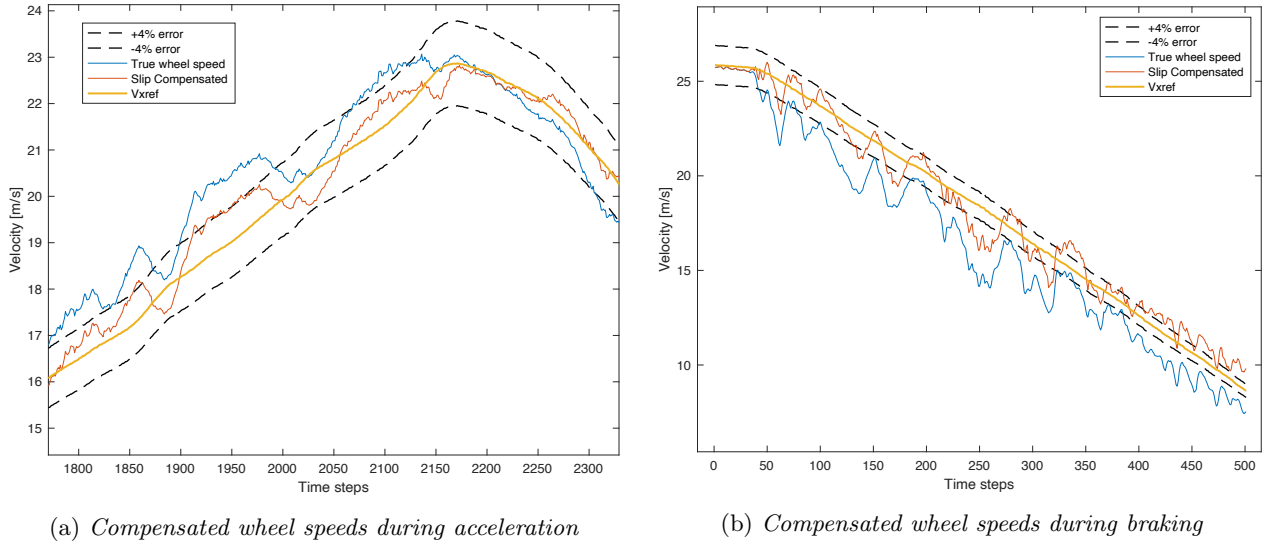 24
23
22
21
20
19
18
17
16
15
Velocity [m/s]
+4% error
-4% error
True wheel speed
Slip Compensated
Vxref
1800 1850 1900 1950 2000 2050 2100 2150 2200 2250 2300
Time steps
(a) Compensated wheel speeds during acceleration
25
20
15
10
Velocity [m/s]
+4% error
-4% error
True wheel speed
Slip Compensated
Vxref
0 50 100 150 200 250 300 350 400 450 500
Time steps
(b) Compensated wheel speeds during braking